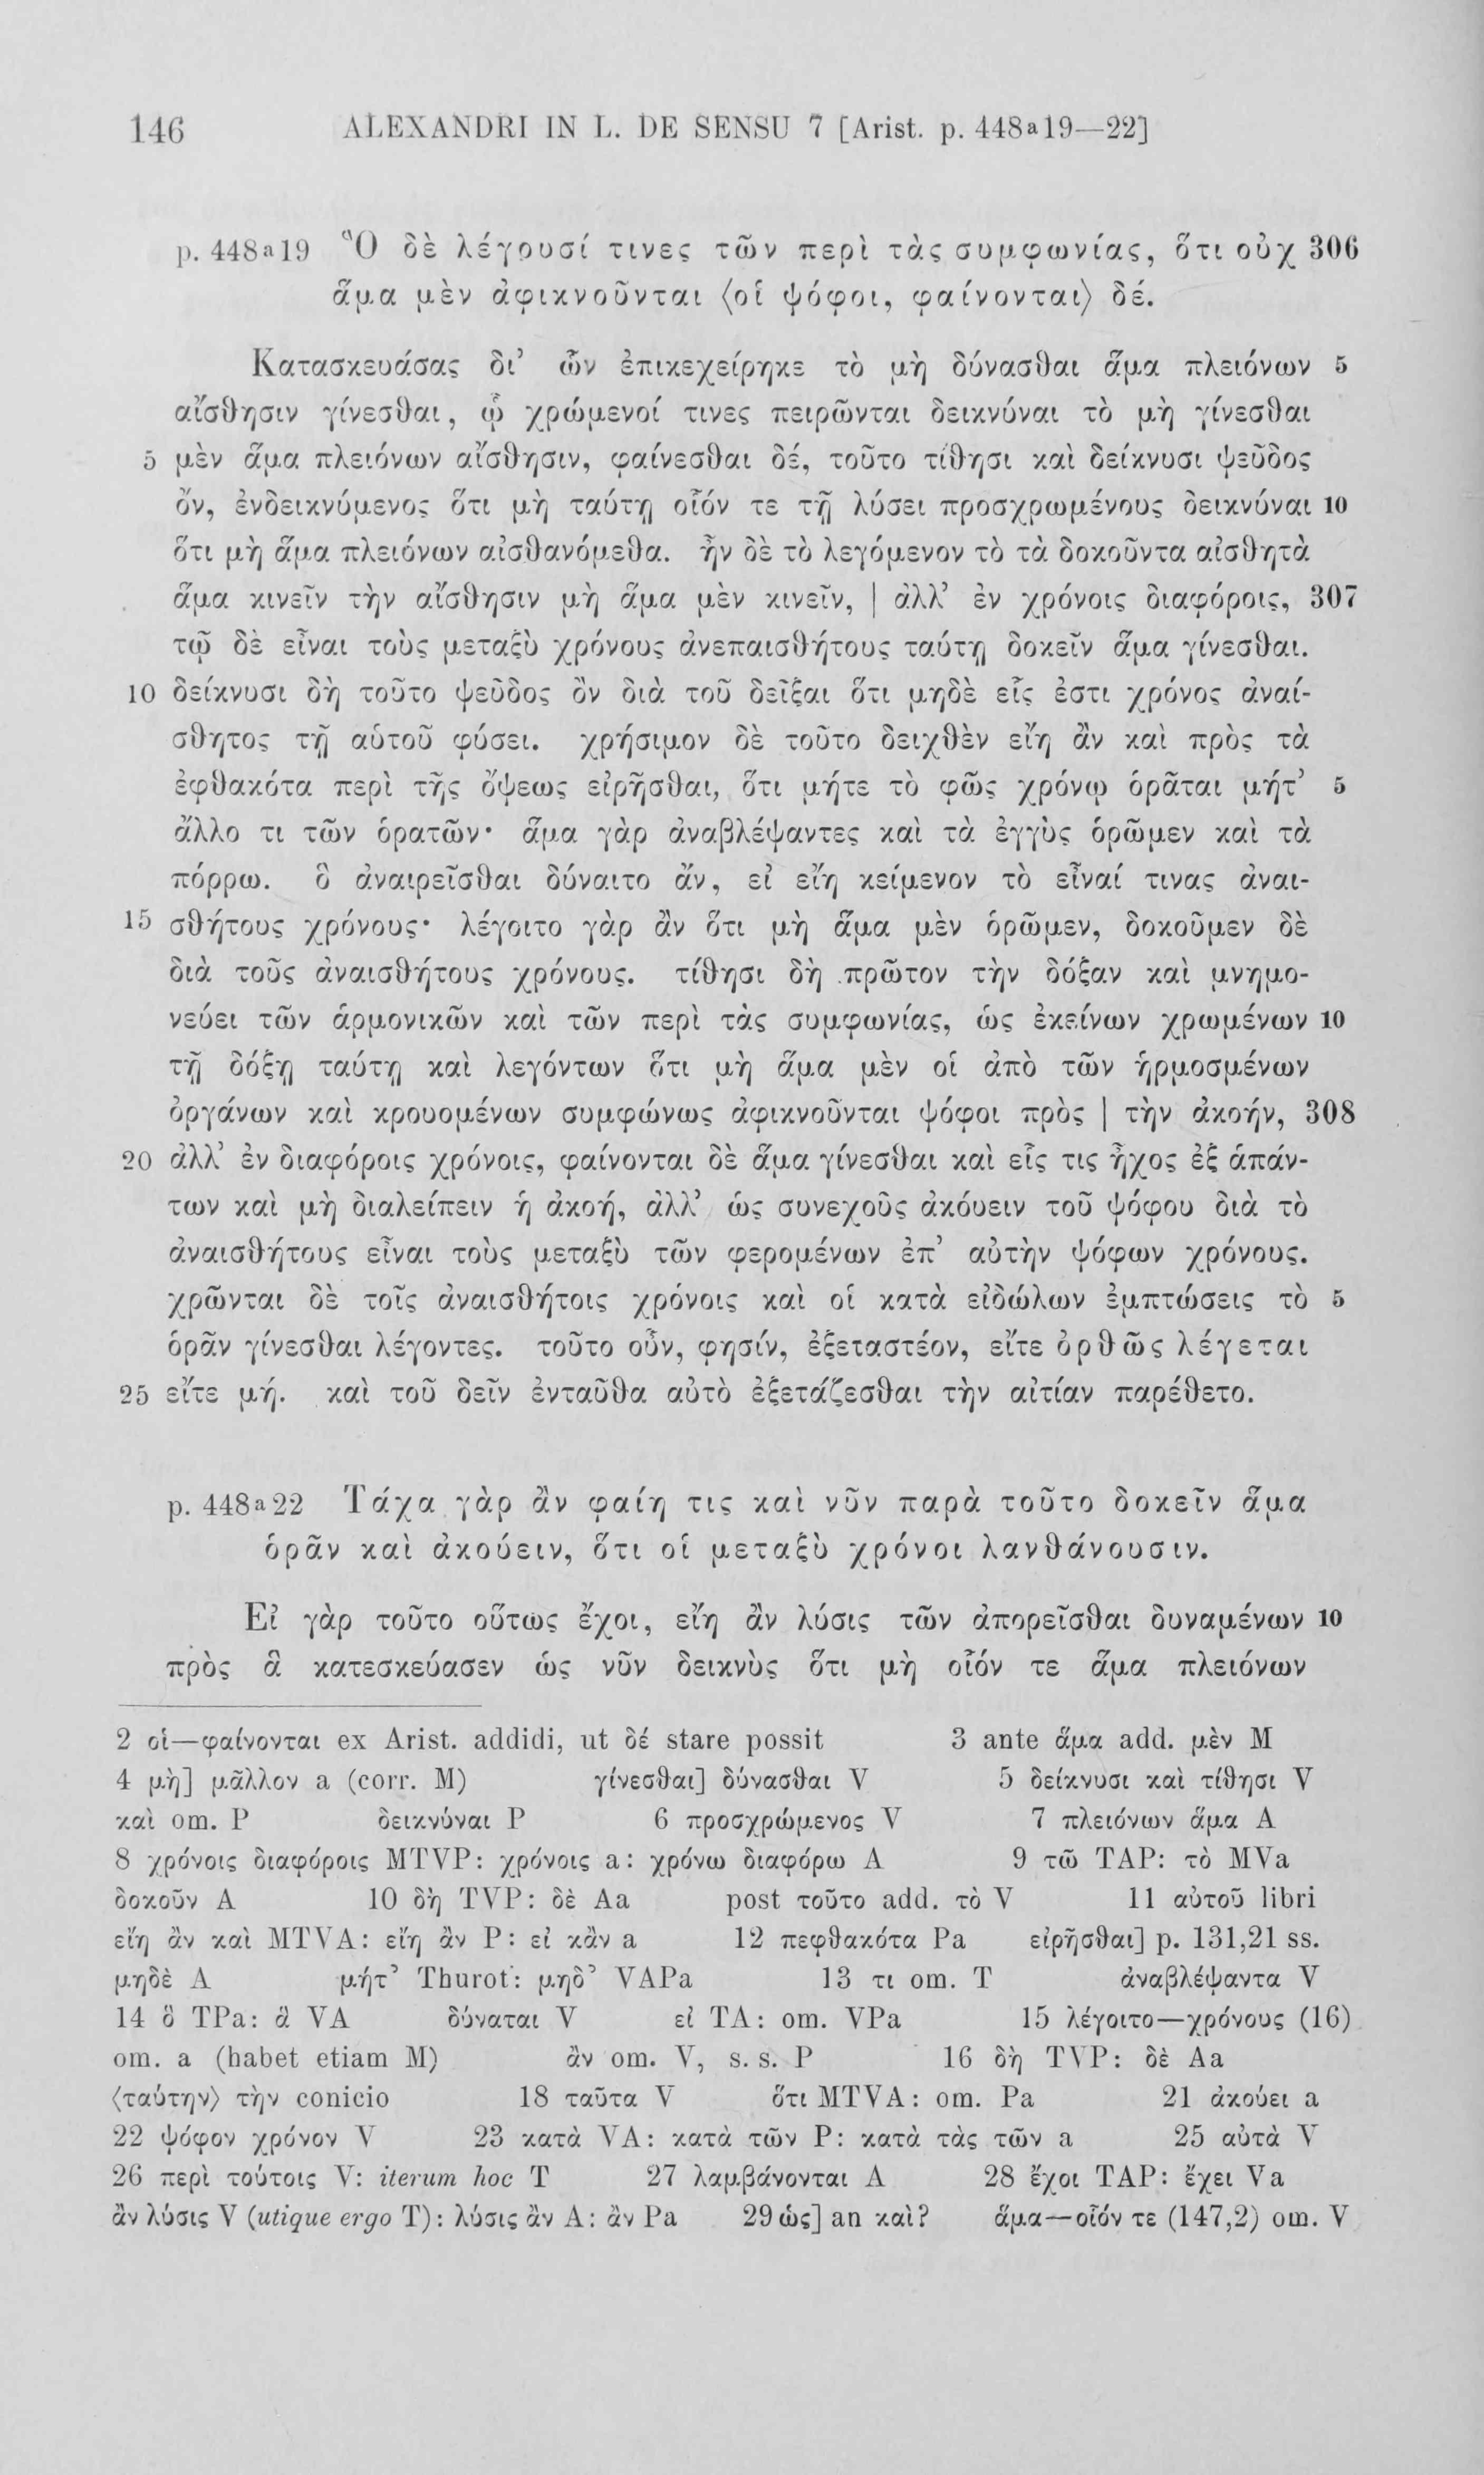 146 ALEXANDRI IN L. DE SENSU 7 [Arist. p. 448a19—22]
p. 448a19 Ὃ δὲ λέγουσί τινες τῶν περὶ τὰς συμφωνίας, ὅτι οὐχ 306
ἅμα μὲν ἀφικνοῦνται ⟨οἱ ψόφοι, φαίνονται⟩ δέ.
Κατασκευάσας δι’ ὧν ἐπικεχείρηκε τὸ μὴ δύνασθαι ἅμα πλειόνων 5
αἴσθησιν γίνεσθαι, ᾧ χρώμενοί τινες πειρῶνται δεικνύναι τὸ μὴ γίνεσθαι
5 μὲν ἅμα πλειόνων αἴσθησιν, φαίνεσθαι δέ, τοῦτο τίθησι καὶ δείκνυσι ψεῦδος
ὄν, ἐνδεικνύμενος ὅτι μὴ ταύτῃ οἷόν τε τῇ λύσει προσχρωμένους δεικνύναι 10
ὅτι μὴ ἅμα πλειόνων αἰσθανόμεθα. ἦν δὲ τὸ λεγόμενον τὸ τὰ δοκοῦντα αἰσθητὰ
ἅμα κινεῖν τὴν αἴσθησιν μὴ ἅμα μὲν κινεῖν, | ἀλλ’ ἐν χρόνοις διαφόροις, 307
τῷ δὲ εἶναι τοὺς μεταξὺ χρόνους ἀνεπαισθήτους ταύτῃ δοκεῖν ἅμα γίνεσθαι.
10 δείκνυσι δὴ τοῦτο ψεῦδος ὂν διὰ τοῦ δεῖξαι ὅτι μηδὲ εἷς ἐστι χρόνος ἀναί-
σθητος τῇ αὑτοῦ φύσει. χρήσιμον δὲ τοῦτο δειχθὲν εἴη ἂν καὶ πρὸς τὰ
ἐφθακότα περὶ τῆς ὄψεως εἰρῆσθαι, ὅτι μήτε τὸ φῶς χρόνῳ ὁρᾶται μήτ’ 5
ἄλλο τι τῶν ὁρατῶν· ἅμα γὰρ ἀναβλέψαντες καὶ τὰ ἐγγὺς ὁρῶμεν καὶ τὰ
πόρρω. ὃ ἀναιρεῖσθαι δύναιτο ἄν, εἰ εἴη κείμενον τὸ εἶναί τινας ἀναι-
15 σθήτους χρόνους· λέγοιτο γὰρ ἂν ὅτι μὴ ἅμα μὲν ὁρῶμεν, δοκοῦμεν δὲ
διὰ τοὺς ἀναισθήτους χρόνους. τίθησι δὴ πρῶτον τὴν δόξαν καὶ μνημο-
νεύει τῶν ἁρμονικῶν καὶ τῶν περὶ τὰς συμφωνίας, ὡς ἐκείνων χρωμένων 10
τῇ δόξῃ ταύτῃ καὶ λεγόντων ὅτι μὴ ἅμα μὲν οἱ ἀπὸ τῶν ἡρμοσμένων
ὀργάνων καὶ κρουομένων συμφώνως ἀφικνοῦνται ψόφοι πρὸς | τὴν ἀκοήν, 308
20 ἀλλ’ ἐν διαφόροις χρόνοις, φαίνονται δὲ ἅμα γίνεσθαι καὶ εἷς τις ἦχος ἐξ ἁπάν-
των καὶ μὴ διαλείπειν ἡ ἀκοή, ἀλλ’ ὡς συνεχοῦς ἀκούειν τοῦ ψόφου διὰ τὸ
ἀναισθήτους εἶναι τοὺς μεταξὺ τῶν φερομένων ἐπ’ αὐτὴν ψόφων χρόνους.
χρῶνται δὲ τοῖς ἀναισθήτοις χρόνοις καὶ οἱ κατὰ εἰδώλων ἐμπτώσεις τὸ 5
ὁρᾶν γίνεσθαι λέγοντες. τοῦτο οὖν, φησίν, ἐξεταστέον, εἴτε ὀρθῶς λέγεται
25 εἴτε μή. καὶ τοῦ δεῖν ἐνταῦθα αὐτὸ ἐξετάζεσθαι τὴν αἰτίαν παρέθετο.
p. 448a22 Τάχα γὰρ ἂν φαίη τις καὶ νῦν παρὰ τοῦτο δοκεῖν ἅμα
ὁρᾶν καὶ ἀκούειν, ὅτι οἱ μεταξὺ χρόνοι λανθάνουσιν.
Εἰ γὰρ τοῦτο οὕτως ἔχοι, εἴη ἂν λύσις τῶν ἀπορεῖσθαι δυναμένων 10
πρὸς ἃ κατεσκεύασεν ὡς νῦν δεικνὺς ὅτι μὴ οἷόν τε ἅμα πλειόνων
2 οἱ—φαίνονται ex Arist. addidi, ut δέ stare possit 3 ante ἅμα add. μὲν M
4 μὴ] μᾶλλον a (corr. M) γίνεσθαι] δύνασθαι V 5 δείκνυσι καὶ τίθησι V
καὶ om. P δεικνύναι P 6 προσχρώμενος V 7 πλειόνων ἅμα A
8 χρόνοις διαφόροις MTVP: χρόνοις a: χρόνω διαφόρω A 9 τῶ TAP: τὸ MVa
δοκοῦν A 10 δὴ TVP: δὲ Aa post τοῦτο add. τὸ V 11 αὐτοῦ libri
εἴη ἂν καὶ MTVA: εἴη ἂν P: εἰ κἂν a 12 πεφθακότα Pa εἰρῆσθαι] p. 131,21 ss.
μηδὲ A μήτ’ Thurot: μηδ’ VAPa 13 τι om. T ἀναβλέψαντα V
14 ὃ TPa: ἃ VA δύναται V εἰ TA: om. VPa 15 λέγοιτο—χρόνους (16)
om. a (habet etiam M) ἂν om. V, s. s. P 16 δὴ TVP: δὲ Aa
⟨ταύτην⟩ τὴν conicio 18 ταῦτα V ὅτι MTVA: om. Pa 21 ἀκούει a
22 ψόφον χρόνον V 23 κατὰ VA: κατὰ τῶν P: κατὰ τὰς τῶν a 25 αὐτὰ V
26 περὶ τούτοις V: iterum hoc T 27 λαμβάνονται A 28 ἔχοι TAP: ἔχει Va
ἂν λύσις V (utique ergo T): λύσις ἂν A: ἂν Pa 29 ὡς] an καὶ? ἅμα—οἷόν τε (147,2) om. V